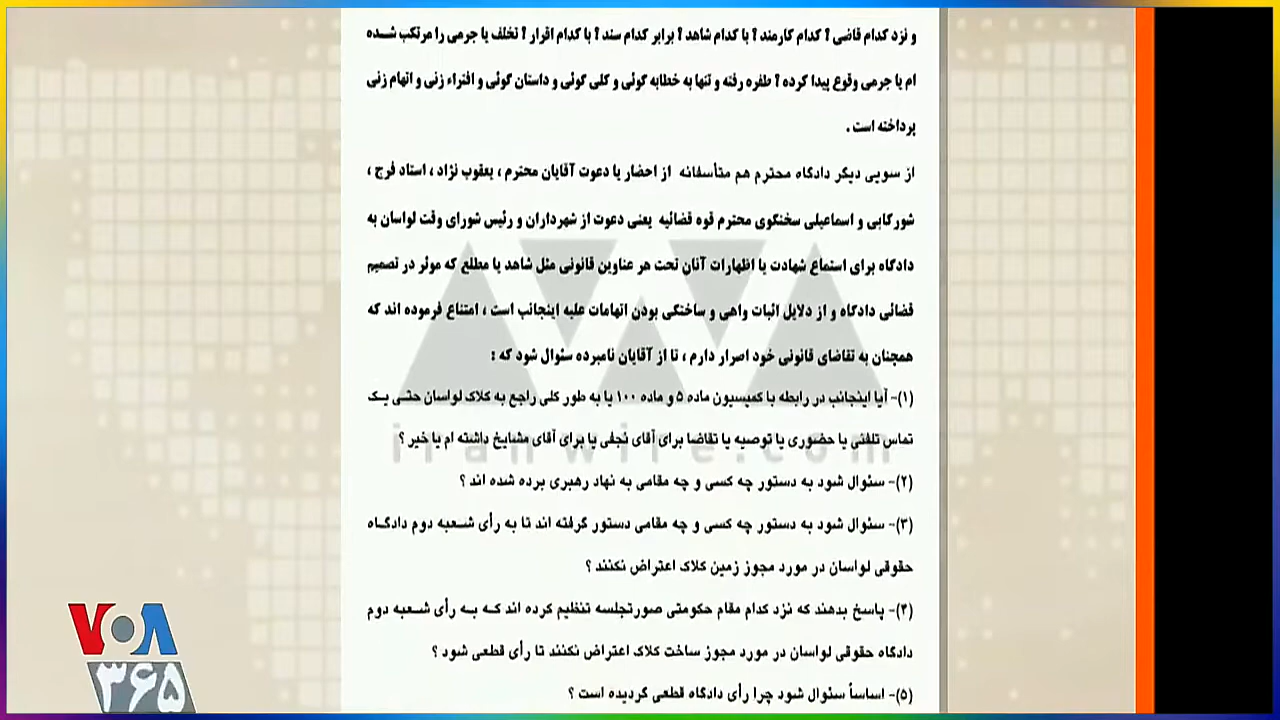 و نزد کدام قاضی ؟ کدام کارمند ؟ با کدام شاهد ؟ برابر کدام سند ؟ با کدام اقرار ؟ تخلف یا جرمی را مرتکب شده
ام یا جرمی وقوع پیدا کرده ؟ طفره رفته و تنها به خطابه گوئی و کلی گوئی و داستان گوئی و افتراء زنی و اتهام زنی
پرداخته است .
از سویی دیگر دادگاه محترم هم متأسفانه از احضار یا دعوت آقایان محترم ، یعقوب نژاد ، استاد فرج ،
شورکایی و اسماعیلی سخنگوی محترم قوه قضائیه یعنی دعوت از شهرداران و رئیس شورای وقت لواسان به
دادگاه برای استماع شهادت یا اظهارات آنان تحت هر عناوین قانونی مثل شاهد یا مطلع که موثر در تصمیم
قضائی دادگاه و از دلایل اثبات واهی و ساختگی بودن اتهامات علیه اینجانب است ، امتناع فرموده اند که
همچنان به تقاضای قانونی خود اصرار دارم ، تا از آقایان نامبرده سئوال شود که :
(۱)- آیا اینجانب در رابطه با کمیسیون ماده ۵ و ماده ۱۰۰ یا به طور کلی راجع به کلاک لواسان حتی یک
تماس تلفنی یا حضوری یا توصیه یا تقاضا برای آقای نجفی یا برای آقای مشایخ داشته ام یا خیر ؟
iranwire.com
(۲)- سئوال شود به دستور چه کسی و چه مقامی به نهاد رهبری برده شده اند ؟
(۳)- سئوال شود به دستور چه کسی و چه مقامی دستور گرفته اند تا به رأی شعبه دوم دادگاه
حقوقی لواسان در مورد مجوز زمین کلاک اعتراض نکنند ؟
(۴)- پاسخ بدهند که نزد کدام مقام حکومتی صورتجلسه تنظیم کرده اند که به رأی شعبه دوم
دادگاه حقوقی لواسان در مورد مجوز ساخت کلاک اعتراض نکنند تا رأی قطعی شود ؟
(۵)- اساساً سئوال شود چرا رأی دادگاه قطعی گردیده است ؟
VOA
۳۶۵